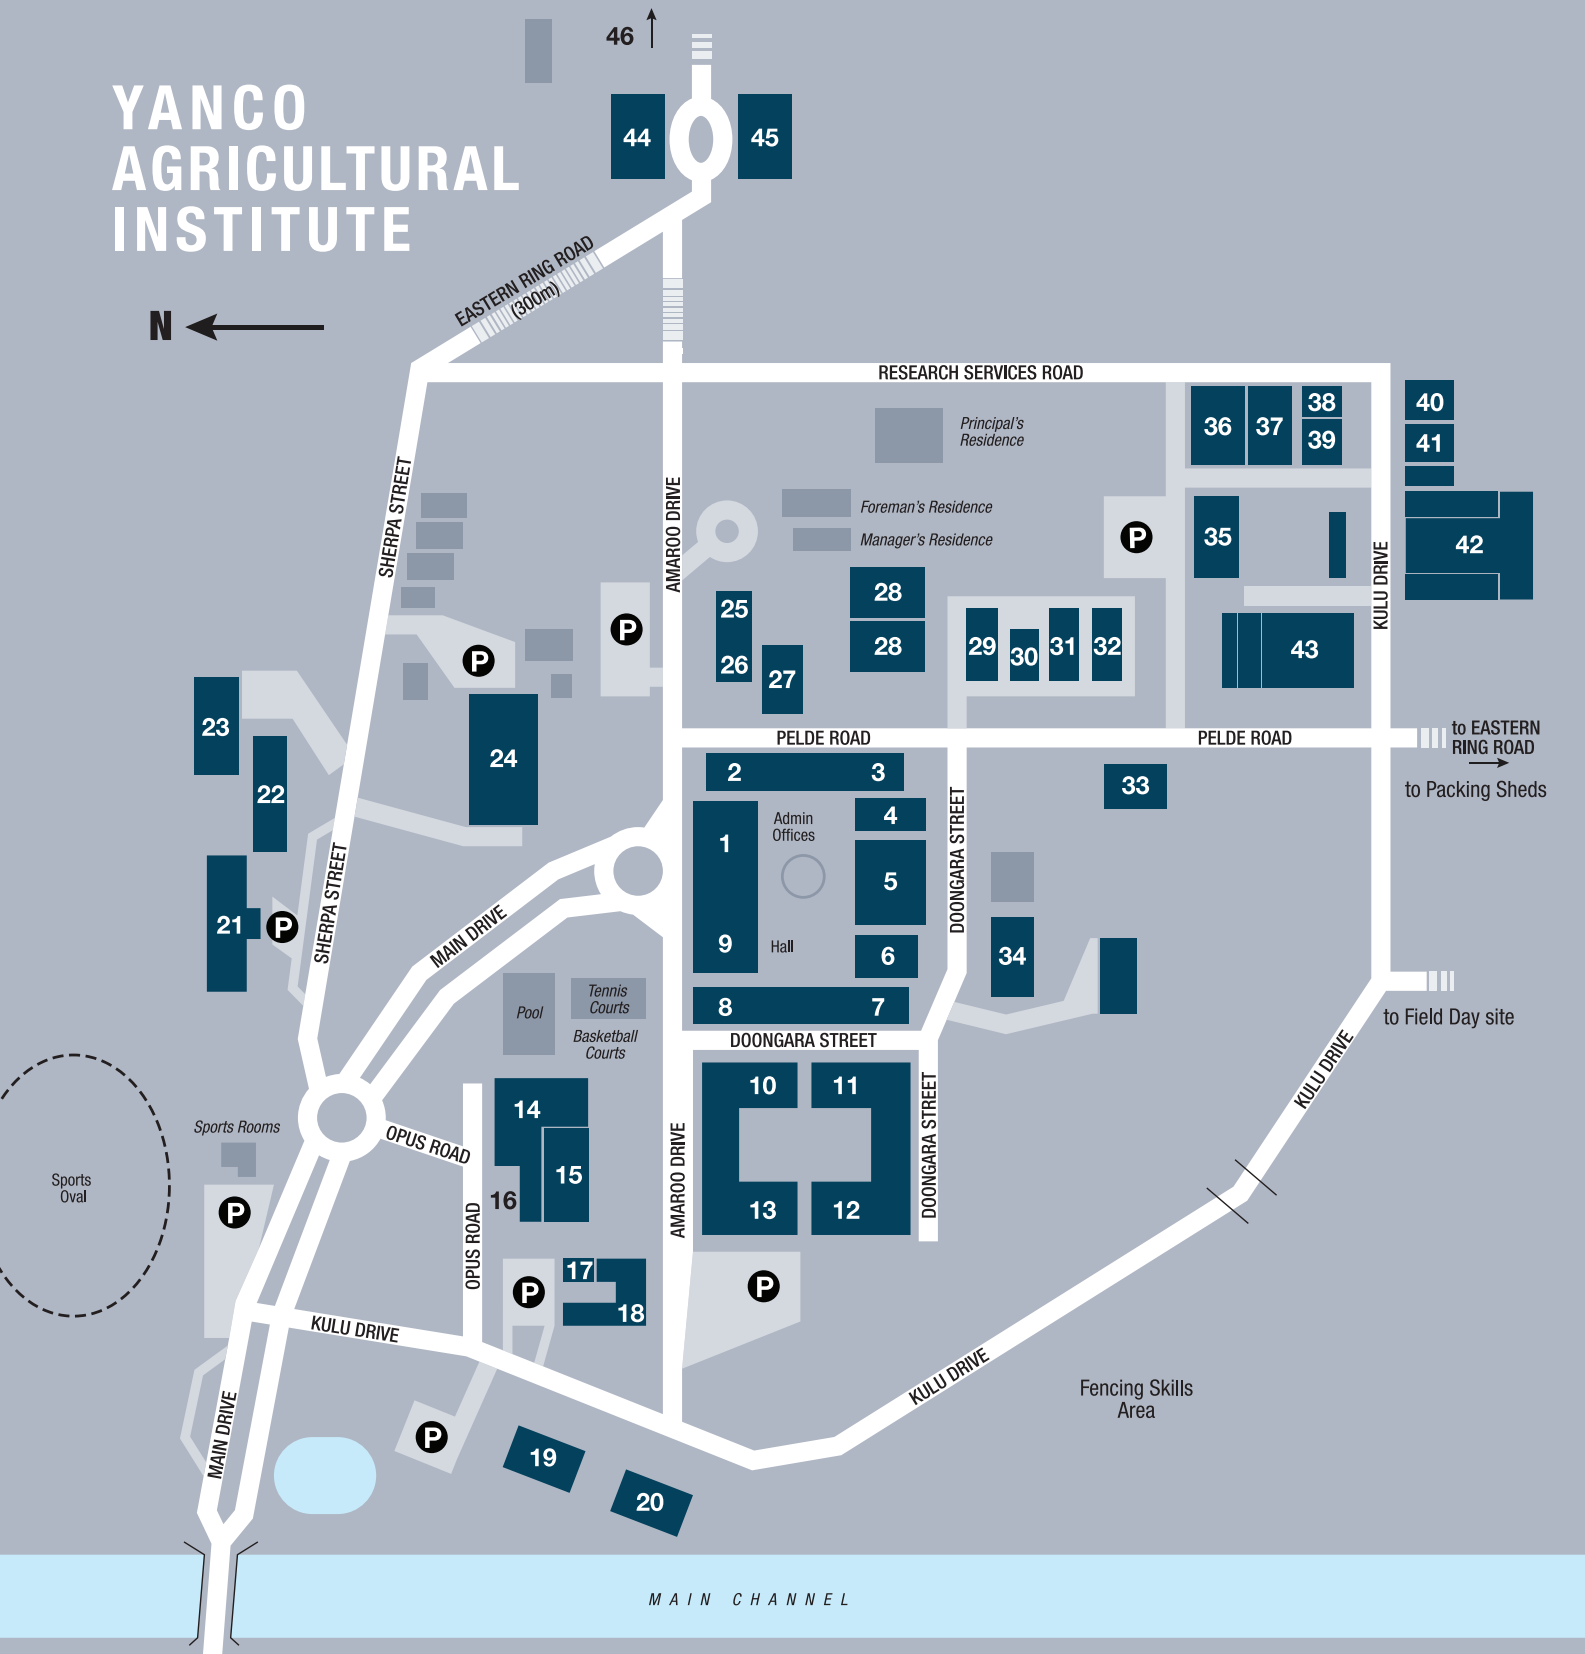 46
YANCO
AGRICULTURAL
INSTITUTE
44
45
N
EASTERN RING ROAD
(300m)
RESEARCH SERVICES ROAD
36
37
38
39
40
41
42
Principal's
Residence
Foreman's Residence
Manager's Residence
SHERPA STREET
AMAROO DRIVE
P
35
KULU DRIVE
P
P
25
26
27
28
28
29
30
31
32
43
23
22
24
PELDE ROAD
PELDE ROAD
to EASTERN
RING ROAD
to Packing Sheds
2
3
33
1
Admin
Offices
4
5
DOONGARA STREET
21
P
SHERPA STREET
MAIN DRIVE
9
Hall
6
34
Pool
Tennis
Courts
Basketball
Courts
8
7
DOONGARA STREET
to Field Day site
KULU DRIVE
10
11
13
12
DOONGARA STREET
AMAROO DRIVE
Sports Rooms
Sports
Oval
P
OPUS ROAD
14
15
16
OPUS ROAD
P
17
18
P
KULU DRIVE
KULU DRIVE
Fencing Skills
Area
MAIN DRIVE
P
19
20
MAIN CHANNEL